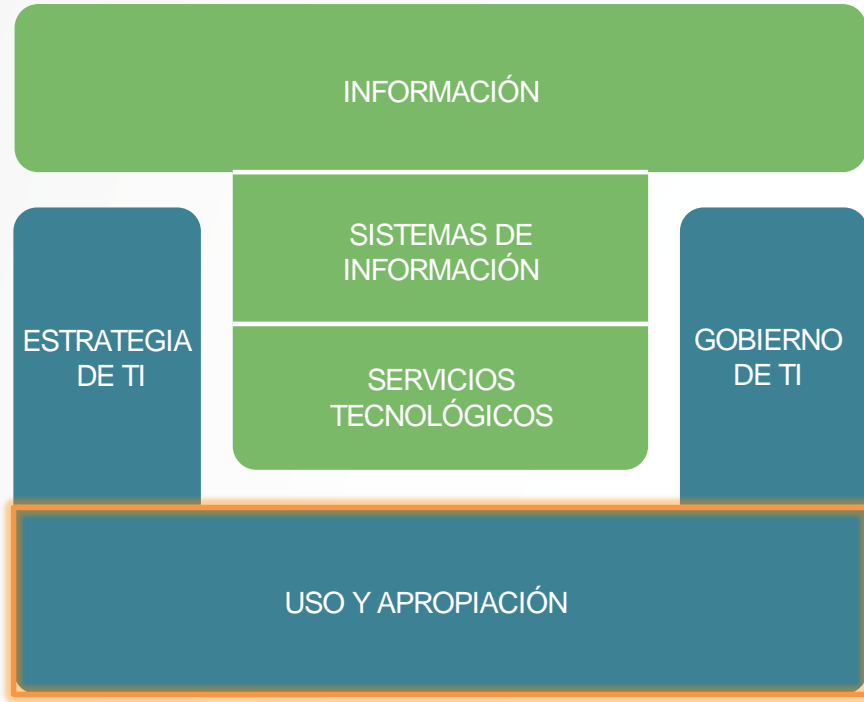 INFORMACIÓN
SISTEMAS DE
INFORMACIÓN
ESTRATEGIA
DE TI
GOBIERNO
DE TI
SERVICIOS
TECNOLÓGICOS
USO Y APROPIACIÓN